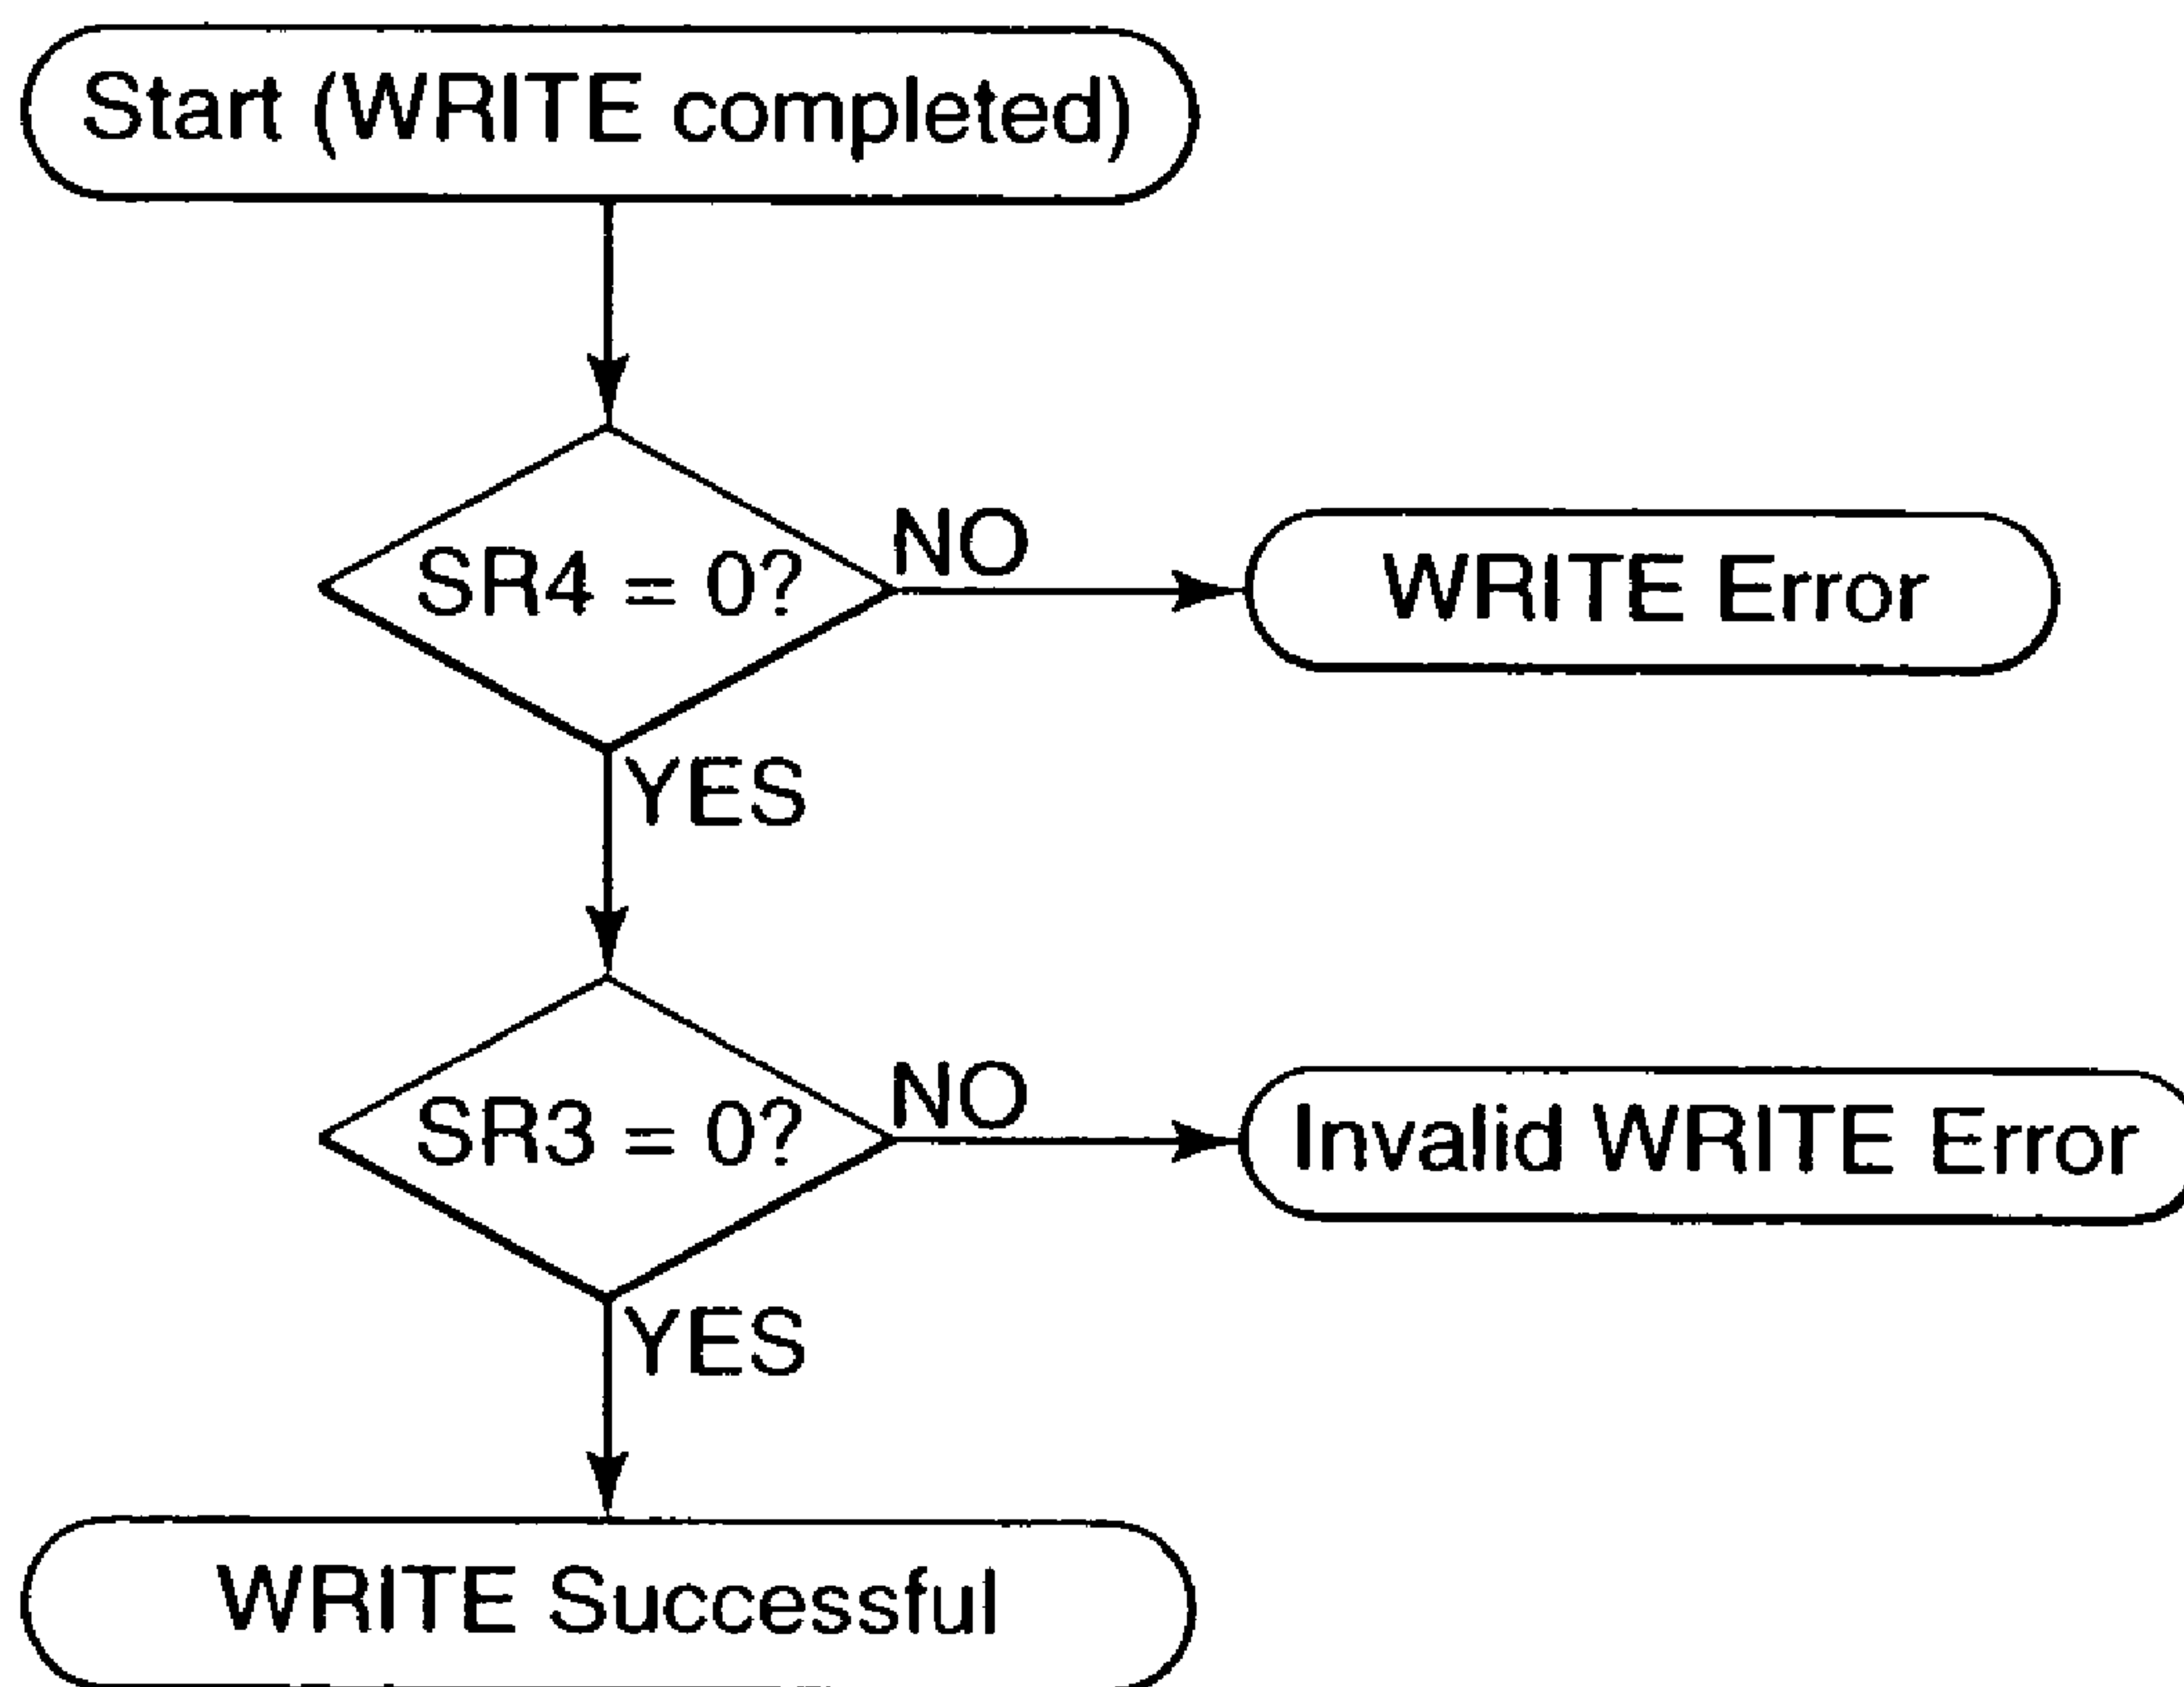 Start (WRITE completed)
SR4 = 0?
NO
WRITE Error
YES
SR3 = 0?
NO
Invalid WRITE Error
YES
WRITE Successful